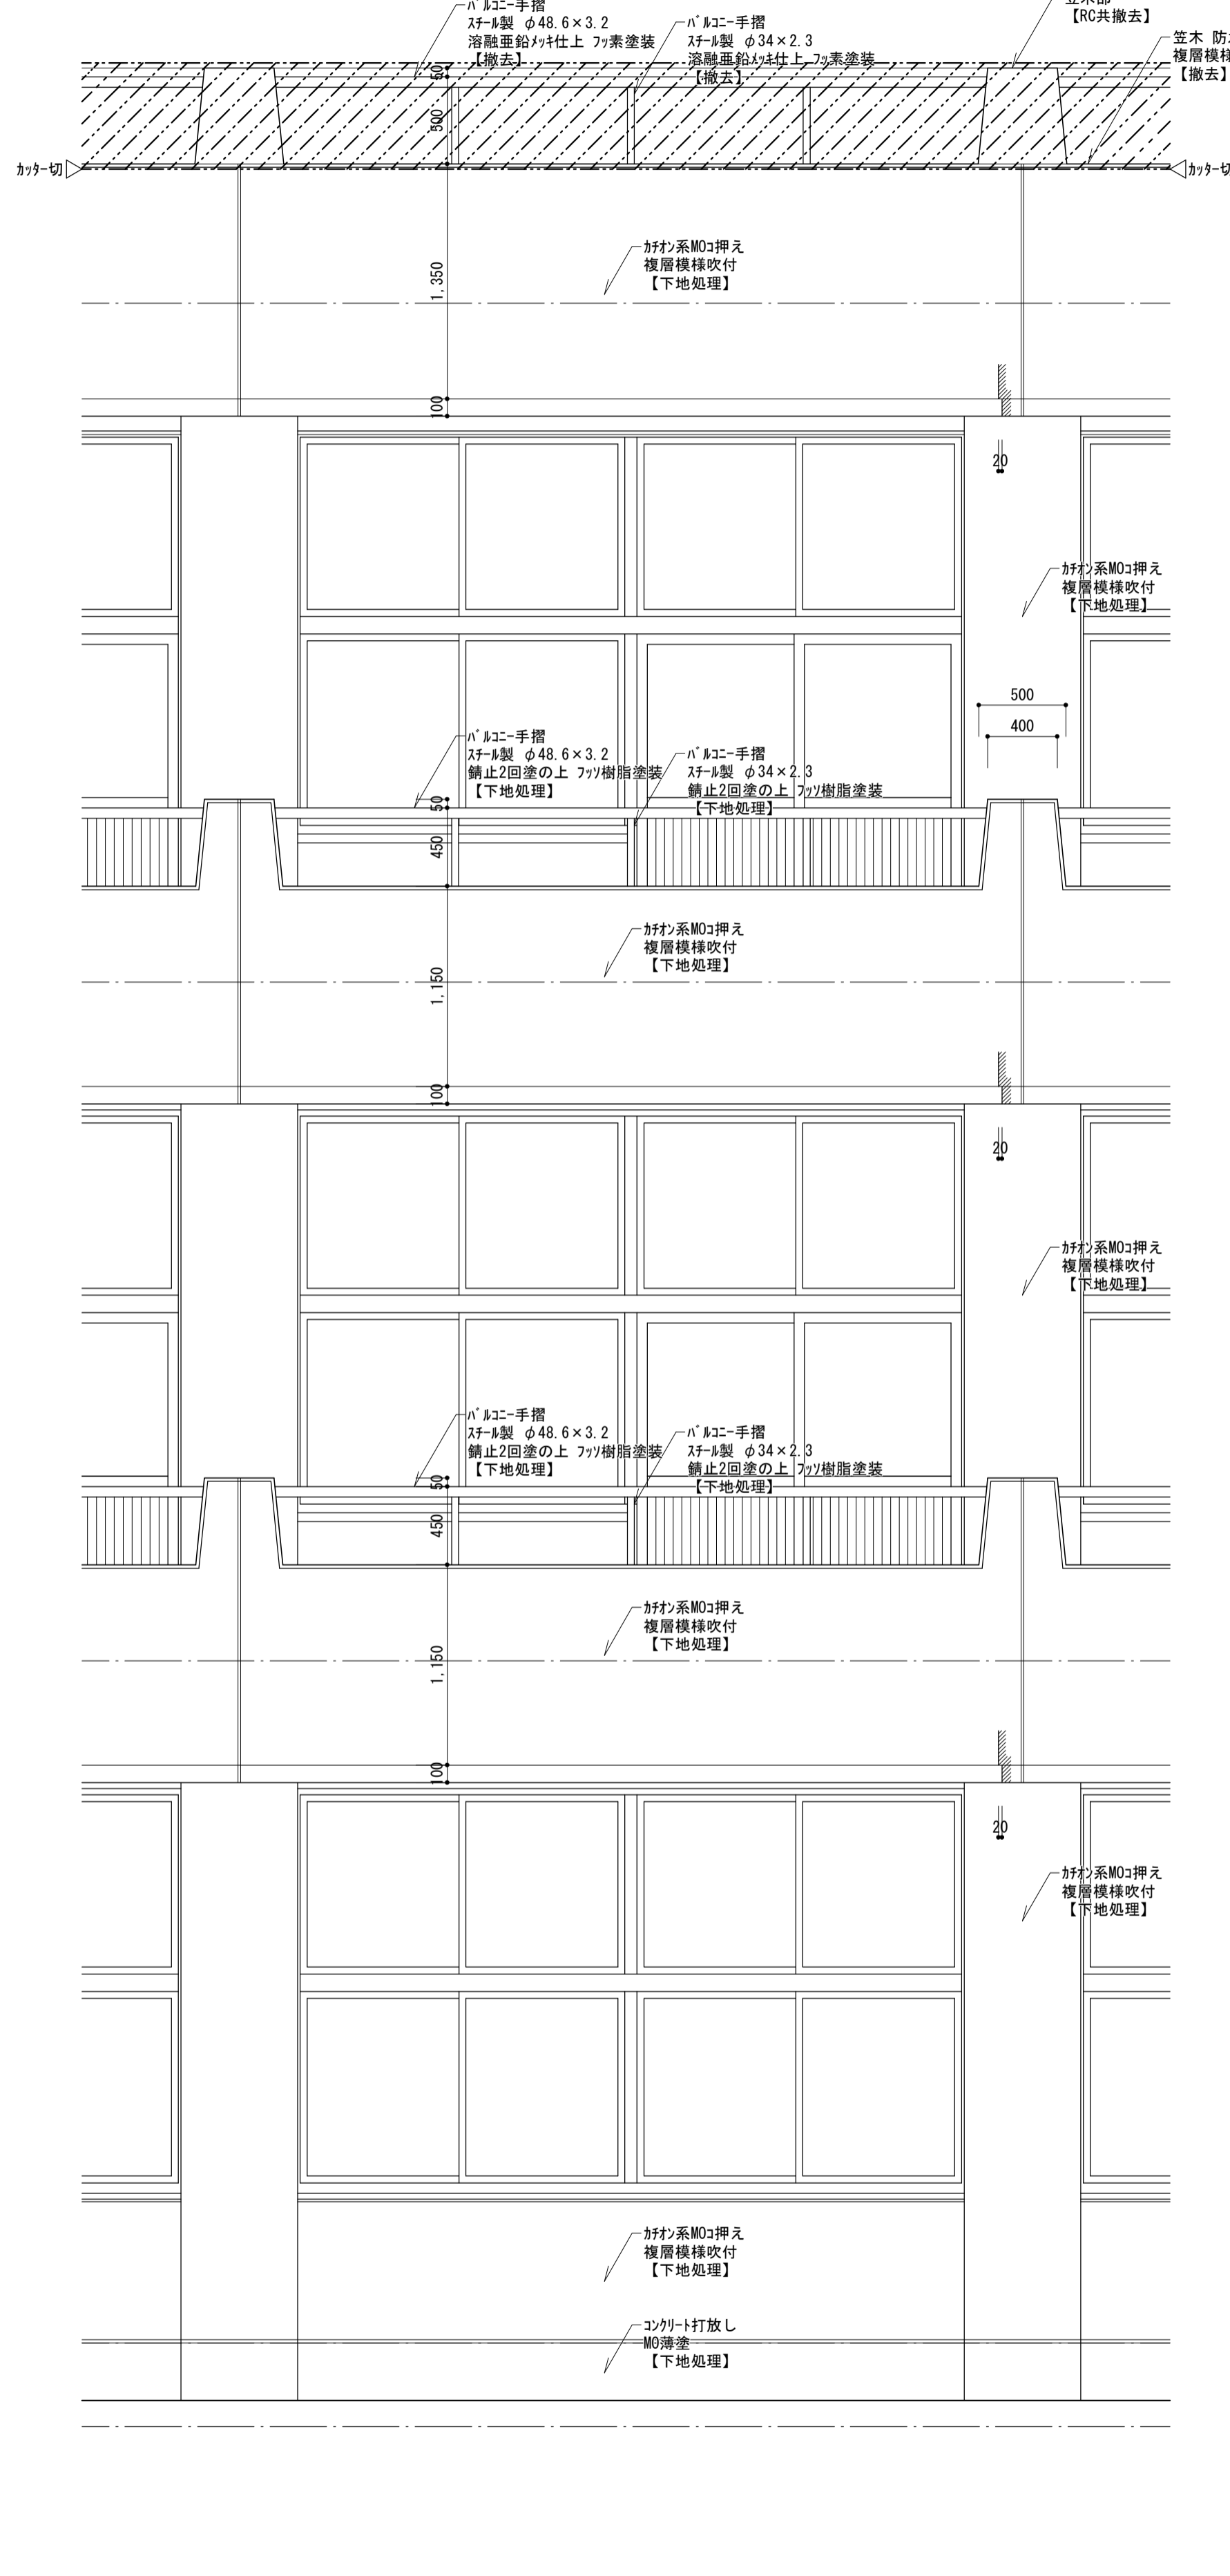 バルコニー手摺
スチール製 φ48.6×3.2
溶融亜鉛メッキ仕上 フッ素塗装
【撤去】
バルコニー手摺
スチール製 φ34×2.3
溶融亜鉛メッキ仕上 フッ素塗装
【撤去】
【RC共撤去】
笠木 防
複層模様
【撤去】
50
500
カッター切
カッター切
カチオン系MOコ押え
複層模様吹付
【下地処理】
1,350
100
20
カチオン系MOコ押え
複層模様吹付
【下地処理】
500
400
バルコニー手摺
スチール製 φ48.6×3.2
錆止2回塗の上 フッソ樹脂塗装
【下地処理】
バルコニー手摺
スチール製 φ34×2.3
錆止2回塗の上 フッソ樹脂塗装
【下地処理】
50
450
カチオン系MOコ押え
複層模様吹付
【下地処理】
1,150
100
20
カチオン系MOコ押え
複層模様吹付
【下地処理】
バルコニー手摺
スチール製 φ48.6×3.2
錆止2回塗の上 フッソ樹脂塗装
【下地処理】
バルコニー手摺
スチール製 φ34×2.3
錆止2回塗の上 フッソ樹脂塗装
【下地処理】
50
450
カチオン系MOコ押え
複層模様吹付
【下地処理】
1,150
100
20
カチオン系MOコ押え
複層模様吹付
【下地処理】
カチオン系MOコ押え
複層模様吹付
【下地処理】
コンクリート打放し
MO薄塗
【下地処理】